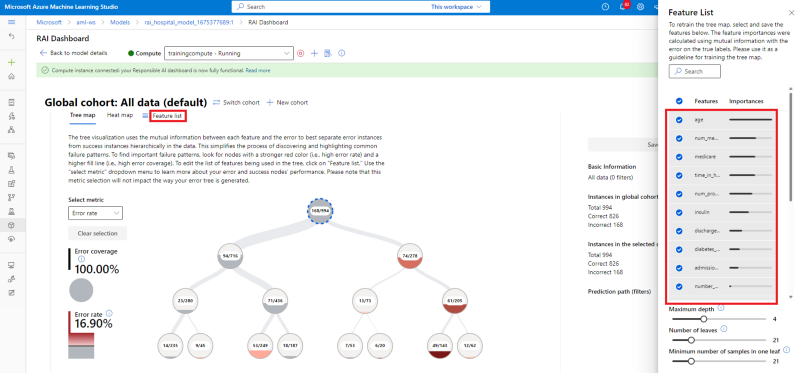 Microsoft Azure Machine Learning Studio
Search
This workspace
Microsoft > aml-ws > Models > rai_hospital_model_1675377689:1 > RAI Dashboard
RAI Dashboard
Back to model details
Compute
trainingcompute - Running
Compute instance connected: your Responsible AI dashboard is now fully functional. Read more
Global cohort: All data (default)
Switch cohort
New cohort
Tree map
Heat map
Feature list
The tree visualization uses the mutual information between each feature and the error to best separate error instances
from success instances hierarchically in the data. This simplifies the process of discovering and highlighting common
failure patterns. To find important failure patterns, look for nodes with a stronger red color (i.e., high error rate) and a
higher fill line (i.e., high error coverage). To edit the list of features being used in the tree, click on "Feature list." Use the
"select metric" dropdown menu to learn more about your error and success nodes' performance. Please note that this
metric selection will not impact the way your error tree is generated.
Select metric
Error rate
Clear selection
Error coverage
100.00%
Error rate
16.90%
168/994
94/716
74/278
23/280
71/436
13/73
61/205
14/235
9/45
53/249
18/187
7/53
6/20
49/143
12/62
Sav
Basic Information
All data (0 filters)
Instances in global cohort
Total 994
Correct 826
Incorrect 168
Instances in the selected c
Total 994
Correct 826
Incorrect 168
Prediction path (filters)
Feature List
To retrain the tree map, select and save the
features below. The feature importances were
calculated using mutual information with the
error on the true labels. Please use it as a
guideline for training the tree map.
Search
Features
Importances
age
num_me...
medicare
time_in_h...
num_pro...
insulin
discharge...
diabetes_...
admissio...
number_...
Maximum depth
4
Number of leaves
21
Minimum number of samples in one leaf
21